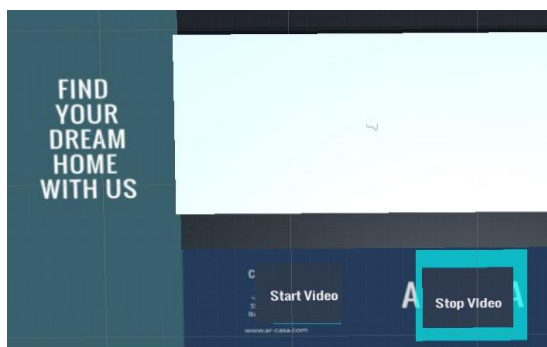 FIND
YOUR
DREAM
HOME
WITH US
Start Video
Stop VIdeo
www.ar-casa.com